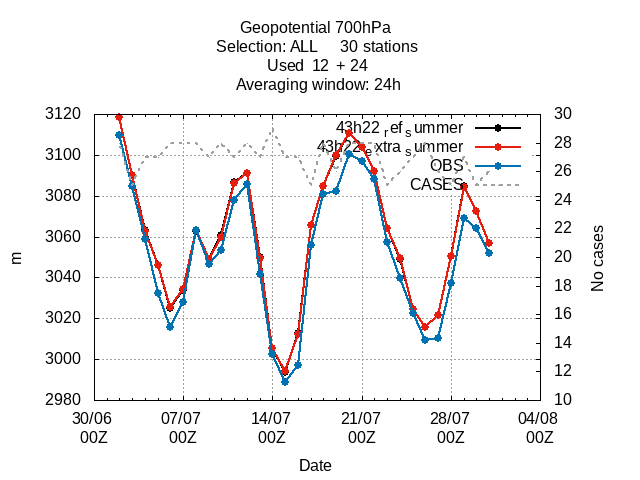 Geopotential 700hPa
Selection: ALL 30 stations
Used 12 + 24
Averaging window: 24h
43h22_ref_summer
43h22_extra_summer
OBS
CASES
3120
3100
3080
3060
3040
3020
3000
2980
m
30
28
26
24
22
20
18
16
14
12
10
No cases
30/06 07/07 14/07 21/07 28/07 04/08
00Z 00Z 00Z 00Z 00Z 00Z
Date